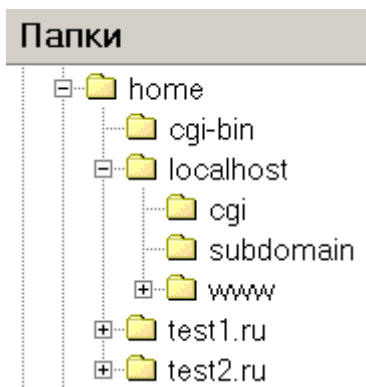 Папки
home
cgi-bin
localhost
cgi
subdomain
www
test1.ru
test2.ru